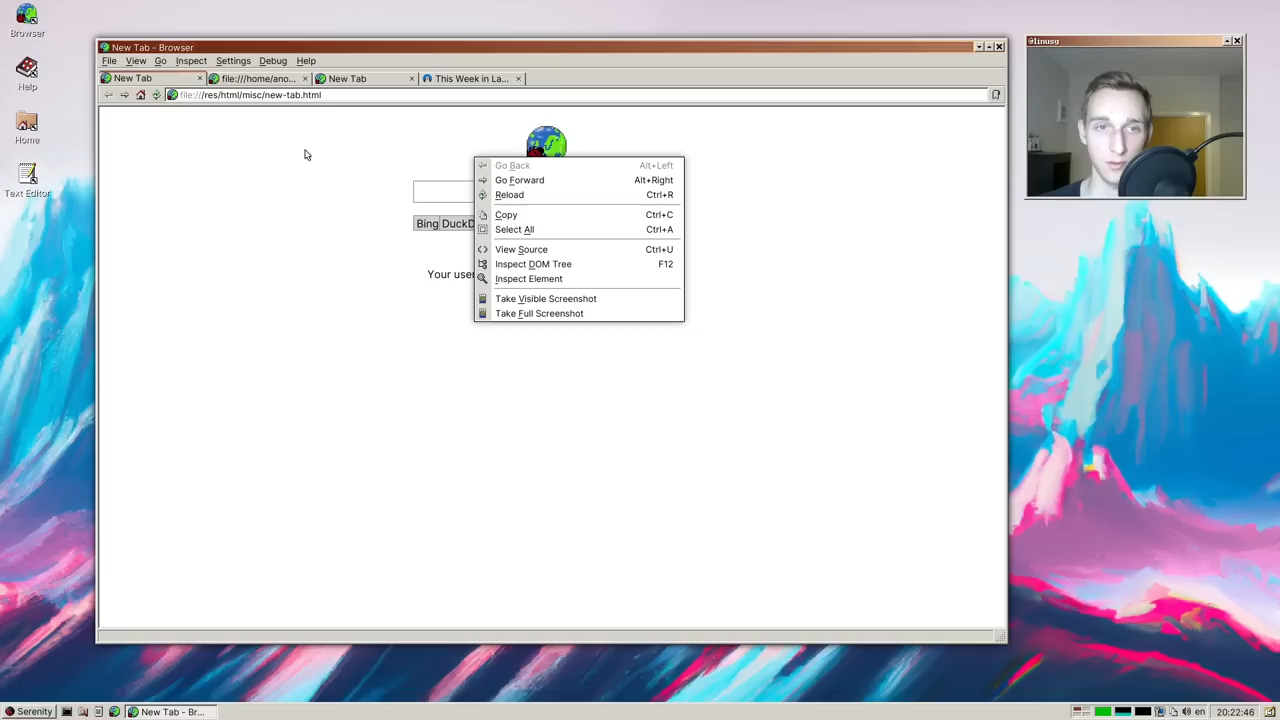 Browser
Help
Home
Text Editor
New Tab - Browser
File View Go Inspect Settings Debug Help
New Tab
file:///home/ano...
New Tab
This Week in La...
file:///res/html/misc/new-tab.html
Bing DuckD
Your user
Go Back Alt+Left
Go Forward Alt+Right
Reload Ctrl+R
Copy Ctrl+C
Select All Ctrl+A
View Source Ctrl+U
Inspect DOM Tree F12
Inspect Element
Take Visible Screenshot
Take Full Screenshot
@linusg
Serenity
New Tab - Br...
en
20:22:46